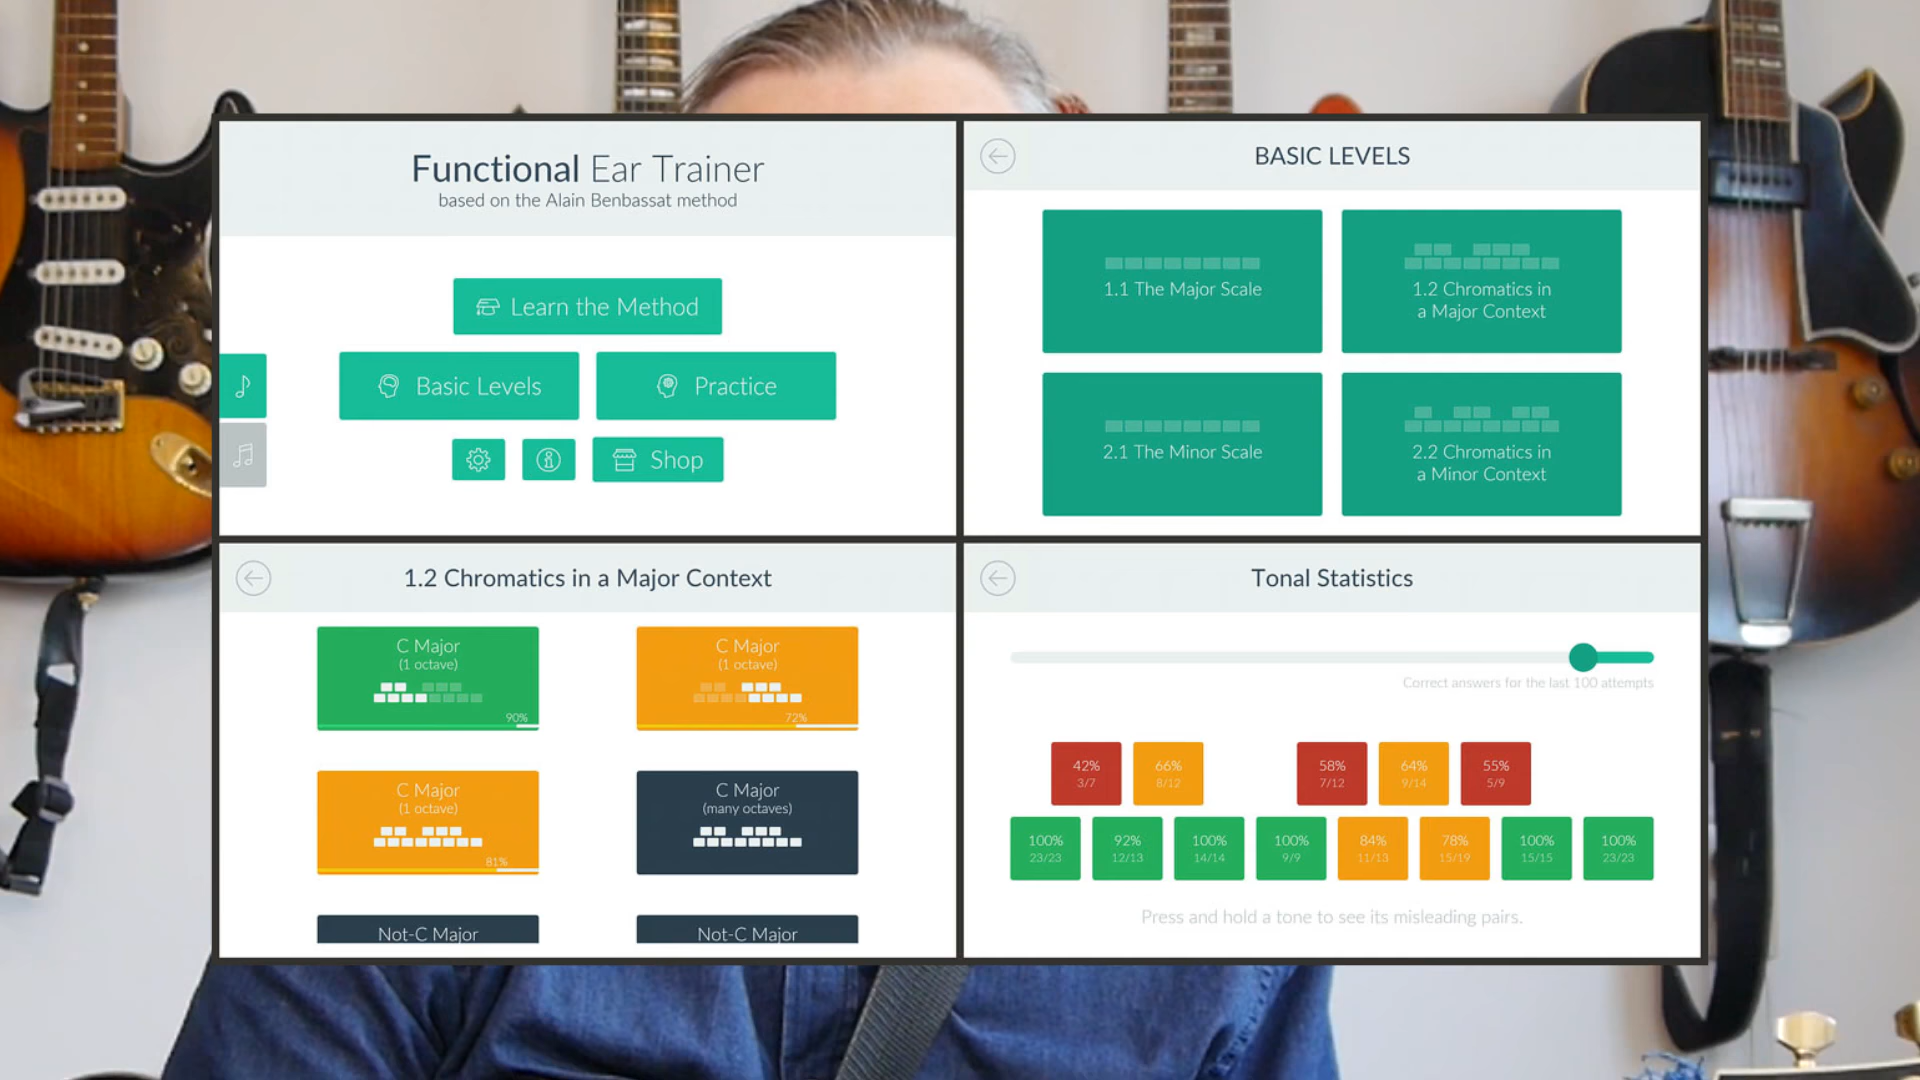 Functional Ear Trainer
based on the Alain Benbassat method
Learn the Method
Basic Levels
Practice
Shop
BASIC LEVELS
1.1 The Major Scale
1.2 Chromatics in
a Major Context
2.1 The Minor Scale
2.2 Chromatics in
a Minor Context
1.2 Chromatics in a Major Context
C Major
(1 octave)
90%
C Major
(1 octave)
72%
C Major
(1 octave)
81%
C Major
(many octaves)
Not-C Major
Not-C Major
Tonal Statistics
Correct answers for the last 100 attempts
42%
3/7
66%
8/12
58%
7/12
64%
9/14
55%
5/9
100%
23/23
92%
12/13
100%
14/14
100%
9/9
84%
11/13
78%
15/19
100%
15/15
100%
23/23
Press and hold a tone to see its misleading pairs.